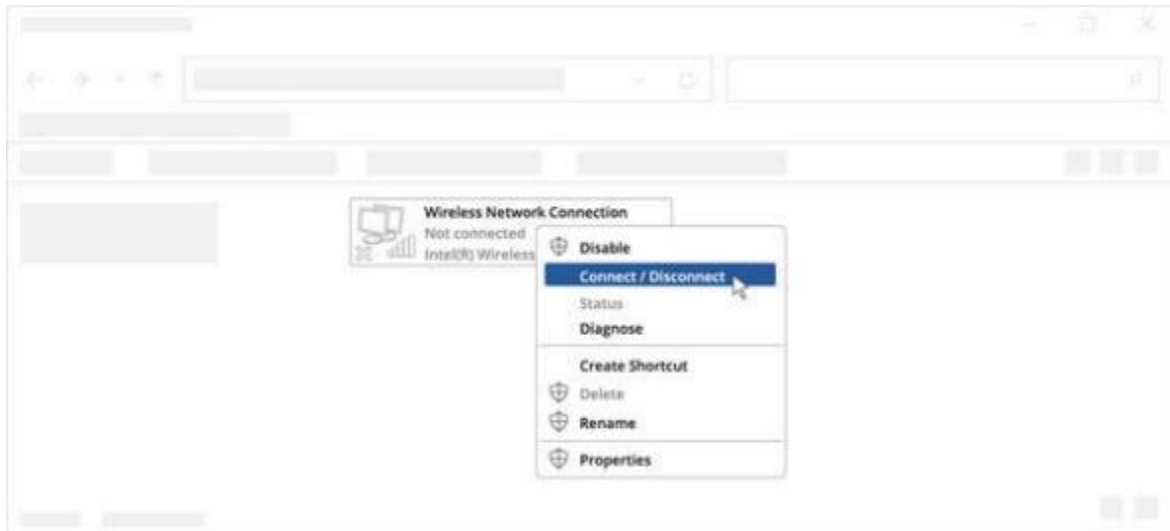 Wireless Network Connection
Not connected
Intel(R) Wireless
Disable
Connect / Disconnect
Status
Diagnose
Create Shortcut
Delete
Rename
Properties